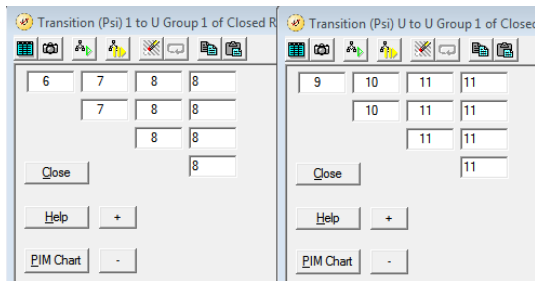 Transition (Psi) 1 to U Group 1 of Closed R
6 7 8 8
7 8 8
8 8
8
Close
Help +
PIM Chart -
Transition (Psi) U to U Group 1 of Closed
9 10 11 11
10 11 11
11 11
11
Close
Help +
PIM Chart -